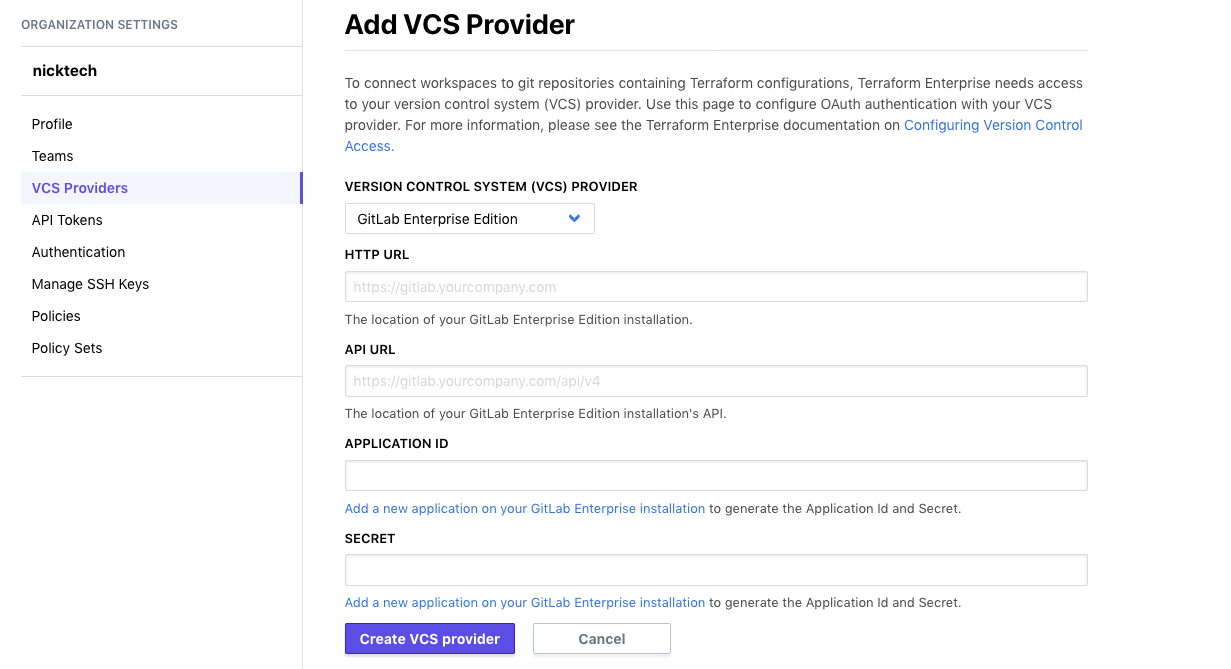 ORGANIZATION SETTINGS
nicktech
Profile
Teams
VCS Providers
API Tokens
Authentication
Manage SSH Keys
Policies
Policy Sets
Add VCS Provider
To connect workspaces to git repositories containing Terraform configurations, Terraform Enterprise needs access
to your version control system (VCS) provider. Use this page to configure OAuth authentication with your VCS
provider. For more information, please see the Terraform Enterprise documentation on Configuring Version Control
Access.
VERSION CONTROL SYSTEM (VCS) PROVIDER
GitLab Enterprise Edition
HTTP URL
https://gitlab.yourcompany.com
The location of your GitLab Enterprise Edition installation.
API URL
https://gitlab.yourcompany.com/api/v4
The location of your GitLab Enterprise Edition installation's API.
APPLICATION ID
Add a new application on your GitLab Enterprise installation to generate the Application Id and Secret.
SECRET
Add a new application on your GitLab Enterprise installation to generate the Application Id and Secret.
Create VCS provider
Cancel